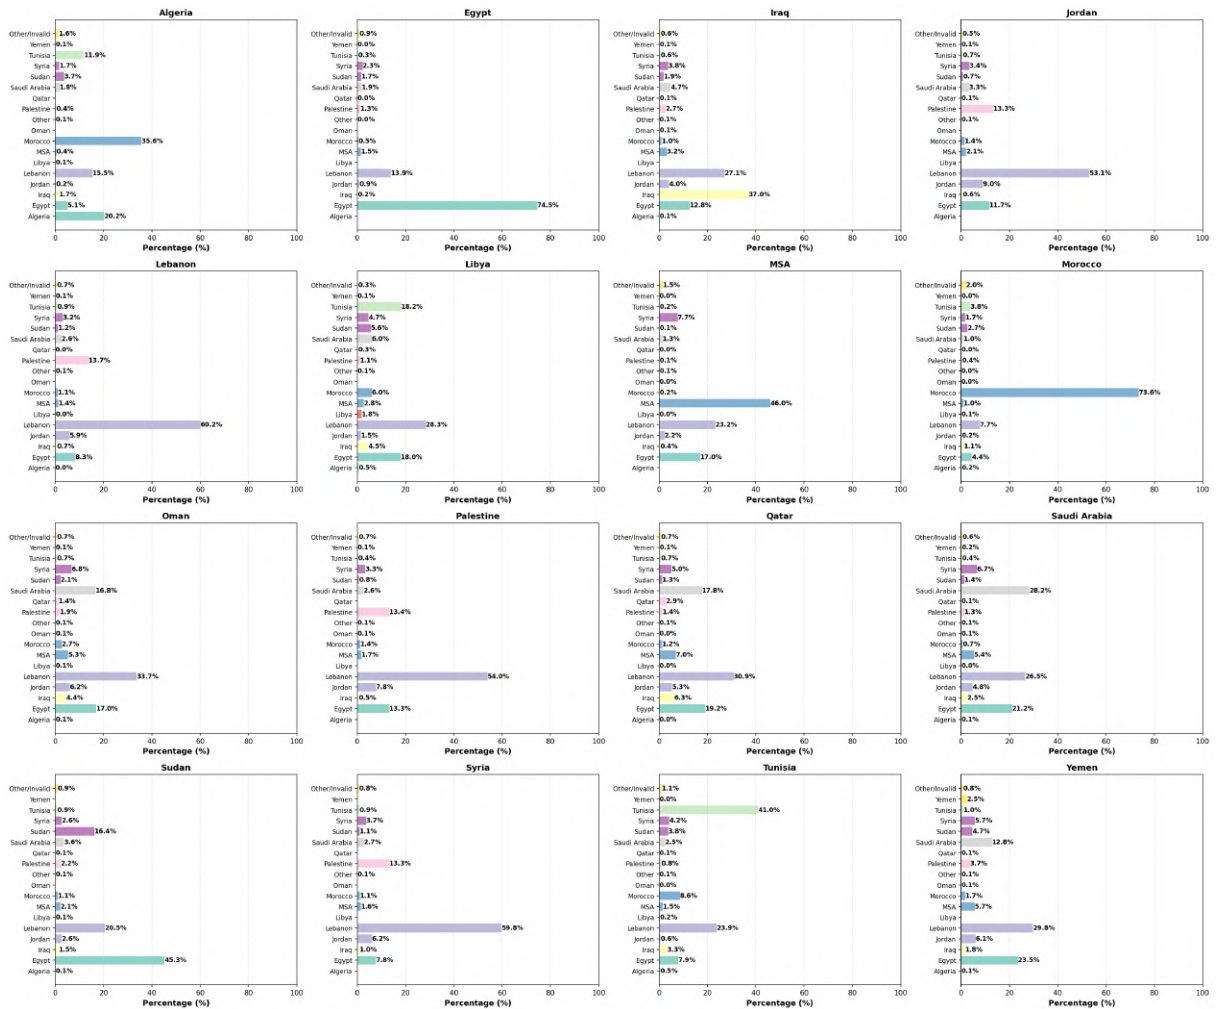 Algeria
Other/Invalid 1.6%
Yemen 0.1%
Tunisia 11.9%
Syria 1.7%
Sudan 3.7%
Saudi Arabia 1.8%
Qatar
Palestine 0.4%
Other 0.1%
Oman
Morocco 35.6%
MSA 0.4%
Libya 0.1%
Lebanon 15.5%
Jordan 0.2%
Iraq 1.7%
Egypt 5.1%
Algeria 20.2%
0 20 40 60 80 100
Percentage (%)
Egypt
Other/Invalid 0.9%
Yemen 0.0%
Tunisia 0.3%
Syria 2.3%
Sudan 1.7%
Saudi Arabia 1.9%
Qatar 0.0%
Palestine 1.3%
Other 0.0%
Oman
Morocco 0.5%
MSA 1.5%
Libya
Lebanon 13.9%
Jordan 0.9%
Iraq 0.2%
Egypt 74.5%
Algeria
0 20 40 60 80 100
Percentage (%)
Iraq
Other/Invalid 0.6%
Yemen 0.1%
Tunisia 0.6%
Syria 3.8%
Sudan 1.9%
Saudi Arabia 4.7%
Qatar 0.1%
Palestine 2.7%
Other 0.1%
Oman 0.1%
Morocco 1.0%
MSA 3.2%
Libya
Lebanon 27.1%
Jordan 4.0%
Iraq 37.0%
Egypt 12.8%
Algeria 0.1%
0 20 40 60 80 100
Percentage (%)
Jordan
Other/Invalid 0.5%
Yemen 0.1%
Tunisia 0.7%
Syria 3.4%
Sudan 0.7%
Saudi Arabia 3.3%
Qatar 0.1%
Palestine 13.3%
Other 0.1%
Oman
Morocco 1.4%
MSA 2.1%
Libya
Lebanon 53.1%
Jordan 9.0%
Iraq 0.6%
Egypt 11.7%
Algeria
0 20 40 60 80 100
Percentage (%)
Lebanon
Other/Invalid 0.7%
Yemen 0.1%
Tunisia 0.9%
Syria 3.2%
Sudan 1.2%
Saudi Arabia 2.6%
Qatar 0.0%
Palestine 13.7%
Other 0.1%
Oman
Morocco 1.1%
MSA 1.4%
Libya 0.0%
Lebanon 60.2%
Jordan 5.9%
Iraq 0.7%
Egypt 8.3%
Algeria 0.0%
0 20 40 60 80 100
Percentage (%)
Libya
Other/Invalid 0.3%
Yemen 0.1%
Tunisia 18.2%
Syria 4.7%
Sudan 5.6%
Saudi Arabia 6.0%
Qatar 0.3%
Palestine 1.1%
Other 0.1%
Oman
Morocco 6.0%
MSA 2.8%
Libya 1.8%
Lebanon 28.3%
Jordan 1.5%
Iraq 4.5%
Egypt 18.0%
Algeria 0.5%
0 20 40 60 80 100
Percentage (%)
MSA
Other/Invalid 1.5%
Yemen 0.0%
Tunisia 0.2%
Syria 7.7%
Sudan 0.1%
Saudi Arabia 1.3%
Qatar 0.0%
Palestine 0.1%
Other 0.1%
Oman 0.0%
Morocco 0.2%
MSA 46.0%
Libya 0.0%
Lebanon 23.2%
Jordan 2.2%
Iraq 0.4%
Egypt 17.0%
Algeria
0 20 40 60 80 100
Percentage (%)
Morocco
Other/Invalid 2.0%
Yemen 0.0%
Tunisia 3.8%
Syria 1.7%
Sudan 2.7%
Saudi Arabia 1.0%
Qatar 0.0%
Palestine 0.4%
Other 0.0%
Oman 0.0%
Morocco 73.6%
MSA 1.0%
Libya 0.1%
Lebanon 7.7%
Jordan 0.2%
Iraq 1.1%
Egypt 4.4%
Algeria 0.2%
0 20 40 60 80 100
Percentage (%)
Oman
Other/Invalid 0.7%
Yemen 0.1%
Tunisia 0.7%
Syria 6.8%
Sudan 2.1%
Saudi Arabia 16.8%
Qatar 1.4%
Palestine 1.9%
Other 0.1%
Oman 0.1%
Morocco 2.7%
MSA 5.3%
Libya 0.1%
Lebanon 33.7%
Jordan 6.2%
Iraq 4.4%
Egypt 17.0%
Algeria 0.1%
0 20 40 60 80 100
Percentage (%)
Palestine
Other/Invalid 0.7%
Yemen 0.1%
Tunisia 0.4%
Syria 3.3%
Sudan 0.8%
Saudi Arabia 2.6%
Qatar
Palestine 13.4%
Other 0.1%
Oman 0.1%
Morocco 1.4%
MSA 1.7%
Libya
Lebanon 54.0%
Jordan 7.8%
Iraq 0.5%
Egypt 13.3%
Algeria
0 20 40 60 80 100
Percentage (%)
Qatar
Other/Invalid 0.7%
Yemen 0.1%
Tunisia 0.7%
Syria 5.0%
Sudan 1.3%
Saudi Arabia 17.8%
Qatar 2.9%
Palestine 1.4%
Other 0.1%
Oman 0.0%
Morocco 1.2%
MSA 7.0%
Libya 0.0%
Lebanon 30.9%
Jordan 5.3%
Iraq 6.3%
Egypt 19.2%
Algeria 0.0%
0 20 40 60 80 100
Percentage (%)
Saudi Arabia
Other/Invalid 0.6%
Yemen 0.2%
Tunisia 0.4%
Syria 6.7%
Sudan 1.4%
Saudi Arabia 28.2%
Qatar 0.1%
Palestine 1.3%
Other 0.1%
Oman 0.1%
Morocco 0.7%
MSA 5.4%
Libya 0.0%
Lebanon 26.5%
Jordan 4.8%
Iraq 2.5%
Egypt 21.2%
Algeria 0.1%
0 20 40 60 80 100
Percentage (%)
Sudan
Other/Invalid 0.9%
Yemen
Tunisia 0.9%
Syria 2.6%
Sudan 16.4%
Saudi Arabia 3.6%
Qatar 0.1%
Palestine 2.2%
Other 0.1%
Oman
Morocco 1.1%
MSA 2.1%
Libya 0.1%
Lebanon 20.5%
Jordan 2.6%
Iraq 1.5%
Egypt 45.3%
Algeria 0.1%
0 20 40 60 80 100
Percentage (%)
Syria
Other/Invalid 0.8%
Yemen
Tunisia 0.9%
Syria 3.7%
Sudan 1.1%
Saudi Arabia 2.7%
Qatar
Palestine 13.3%
Other 0.1%
Oman
Morocco 1.1%
MSA 1.6%
Libya
Lebanon 59.8%
Jordan 6.2%
Iraq 1.0%
Egypt 7.8%
Algeria
0 20 40 60 80 100
Percentage (%)
Tunisia
Other/Invalid 1.1%
Yemen 0.0%
Tunisia 41.0%
Syria 4.2%
Sudan 3.8%
Saudi Arabia 2.5%
Qatar 0.1%
Palestine 0.8%
Other 0.1%
Oman 0.0%
Morocco 8.6%
MSA 1.5%
Libya 0.2%
Lebanon 23.9%
Jordan 0.6%
Iraq 3.3%
Egypt 7.9%
Algeria 0.5%
0 20 40 60 80 100
Percentage (%)
Yemen
Other/Invalid 0.8%
Yemen 2.5%
Tunisia 1.0%
Syria 5.7%
Sudan 4.7%
Saudi Arabia 12.8%
Qatar 0.1%
Palestine 3.7%
Other 0.1%
Oman 0.1%
Morocco 1.7%
MSA 5.7%
Libya
Lebanon 29.8%
Jordan 6.1%
Iraq 1.8%
Egypt 23.5%
Algeria 0.1%
0 20 40 60 80 100
Percentage (%)